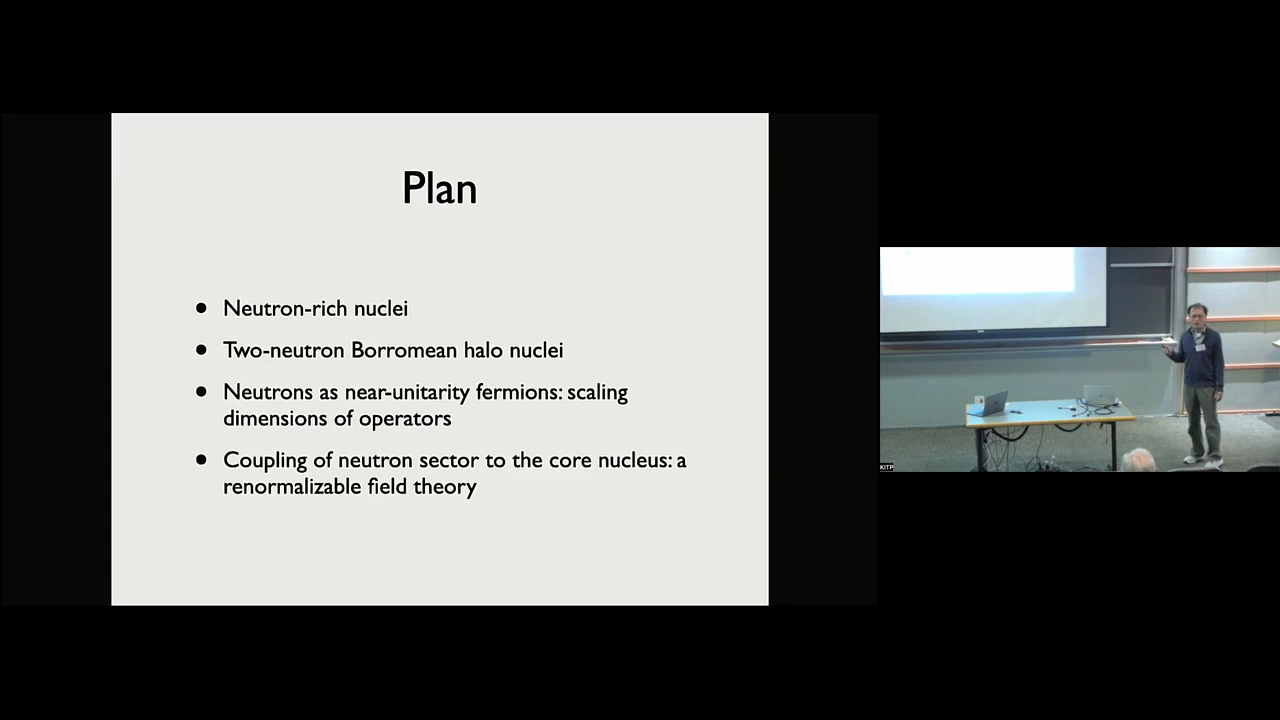 Plan
• Neutron-rich nuclei
• Two-neutron Borromean halo nuclei
• Neutrons as near-unitarity fermions: scaling
dimensions of operators
• Coupling of neutron sector to the core nucleus: a
renormalizable field theory
KITP